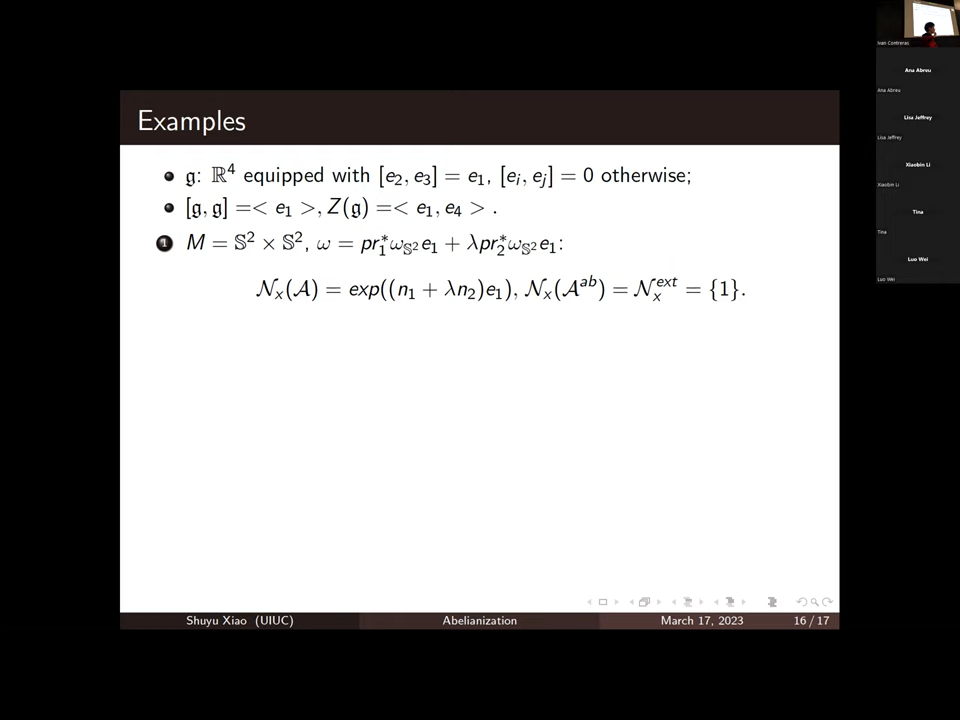 Examples
g: ℝ⁴ equipped with [e₂, e₃] = e₁, [eᵢ, eⱼ] = 0 otherwise;
[𝔤, 𝔤] =< e₁ >, Z(𝔤) =< e₁, e₄ > .
1 M = 𝕊² × 𝕊², ω = pr₁*ω_𝕊² e₁ + λpr₂*ω_𝕊² e₁:
𝒩ₓ(𝒜) = exp((n₁ + λn₂)e₁), 𝒩ₓ(𝒜ᵃᵇ) = 𝒩ₓᵉˣᵗ = {1}.
Shuyu Xiao (UIUC) Abelianization March 17, 2023 16 / 17
Ivan Contreras
Ana Abreu
Ana Abreu
Lisa Jeffrey
Lisa Jeffrey
Xiaobin Li
Xiaobin Li
Tina
Tina
Luo Wei
Luo Wei